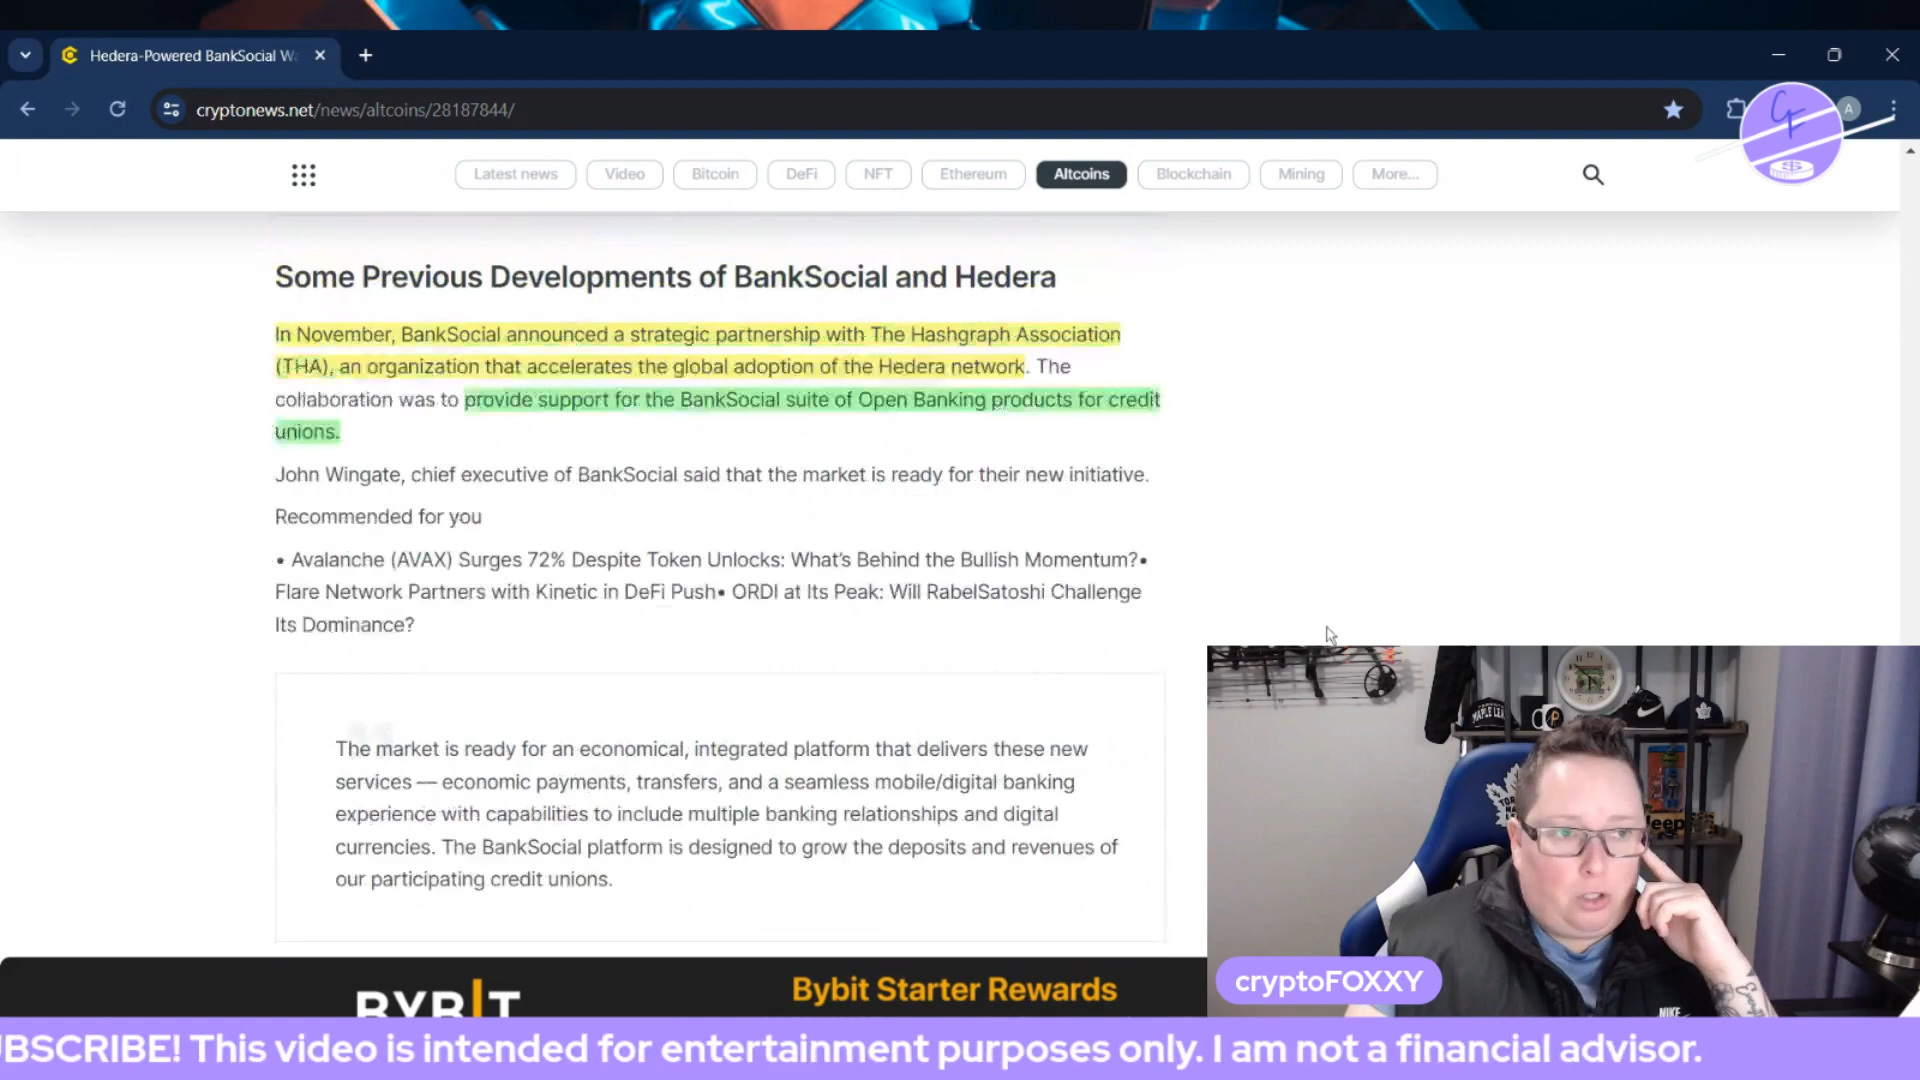 Hedera-Powered BankSocial Wa
cryptonews.net/news/altcoins/28187844/
A
CF
$
Latest news
Video
Bitcoin
DeFi
NFT
Ethereum
Altcoins
Blockchain
Mining
More...
Some Previous Developments of BankSocial and Hedera
In November, BankSocial announced a strategic partnership with The Hashgraph Association
(THA), an organization that accelerates the global adoption of the Hedera network. The
collaboration was to provide support for the BankSocial suite of Open Banking products for credit
unions.
John Wingate, chief executive of BankSocial said that the market is ready for their new initiative.
Recommended for you
• Avalanche (AVAX) Surges 72% Despite Token Unlocks: What's Behind the Bullish Momentum?•
Flare Network Partners with Kinetic in DeFi Push• ORDI at Its Peak: Will RabelSatoshi Challenge
Its Dominance?
The market is ready for an economical, integrated platform that delivers these new
services — economic payments, transfers, and a seamless mobile/digital banking
experience with capabilities to include multiple banking relationships and digital
currencies. The BankSocial platform is designed to grow the deposits and revenues of
our participating credit unions.
MAPLE LEA
P
TOR
Jeep
BYBIT
Bybit Starter Rewards
cryptoFOXXY
NIKE
UBSCRIBE! This video is intended for entertainment purposes only. I am not a financial advisor.